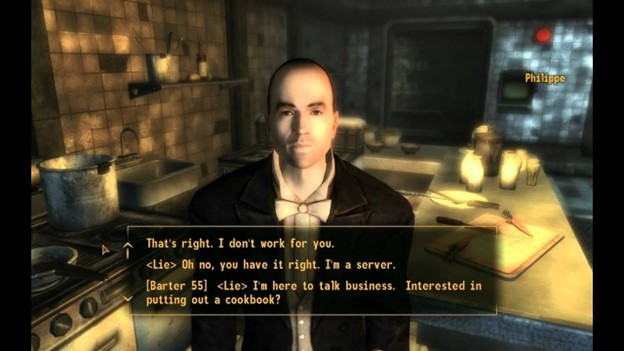 Philippe
That's right. I don't work for you.
<Lie> Oh no, you have it right. I'm a server.
[Barter 55] <Lie> I'm here to talk business. Interested in
putting out a cookbook?